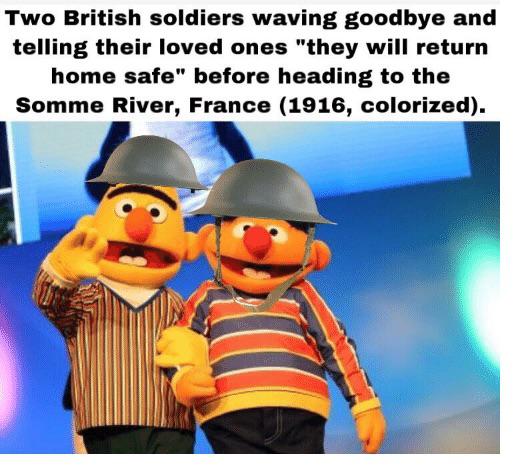 Two British soldiers waving goodbye and
telling their loved ones "they will return
home safe" before heading to the
Somme River, France (1916, colorized).